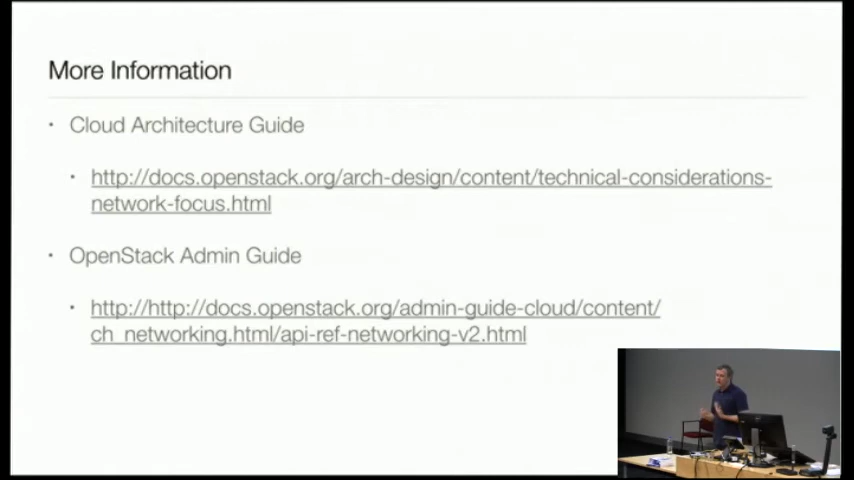 More Information
• Cloud Architecture Guide
• http://docs.openstack.org/arch-design/content/technical-considerations-
network-focus.html
• OpenStack Admin Guide
• http://http://docs.openstack.org/admin-guide-cloud/content/
ch_networking.html/api-ref-networking-v2.html